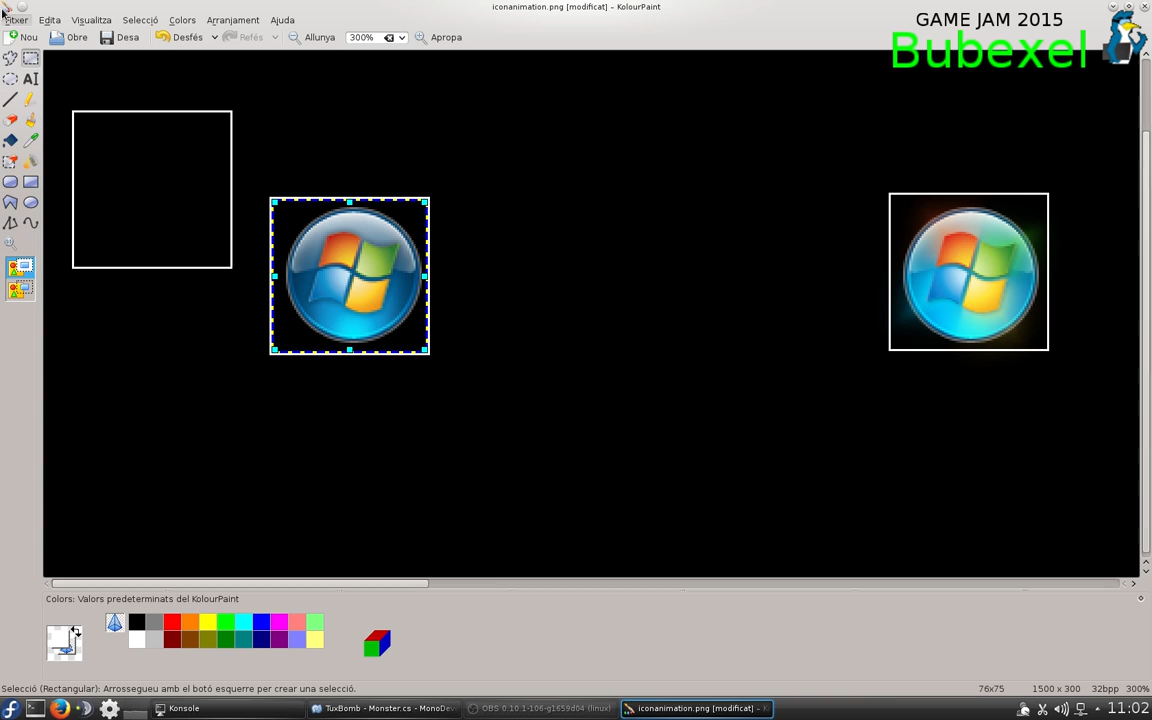 iconanimation.png [modificat] – KolourPaint
Fitxer Edita Visualitza Selecció Colors Arranjament Ajuda
GAME JAM 2015
Nou Obre Desa Desfés Refés Allunya 300% Apropa
Bubexel
Colors: Valors predeterminats del KolourPaint
Selecció (Rectangular): Arrossegueu amb el botó esquerre per crear una selecció. 76x75 1500 x 300 32bpp 300%
Konsole TuxBomb - Monster.cs - MonoDev OBS 0.10.1-106-g1659d04 (linux) iconanimation.png [modificat] – K 11:02